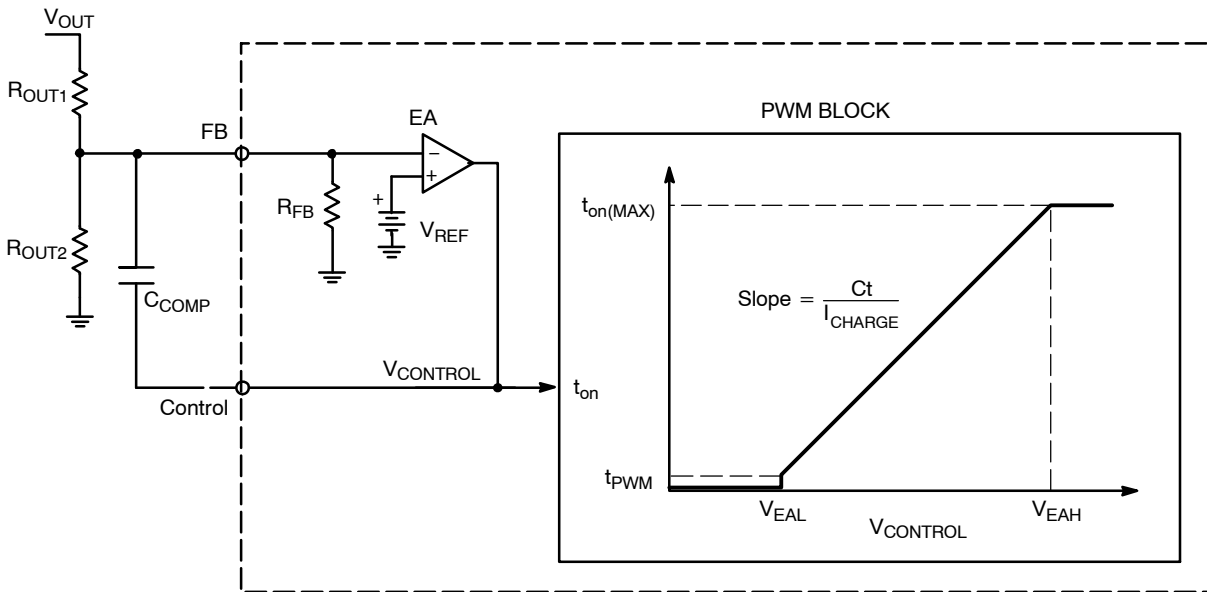 VOUT
ROUT1
FB
EA
PWM BLOCK
−
+
RFB
+
VREF
ROUT2
CCOMP
ton(MAX)
Slope = Ct
ICHARGE
VCONTROL
Control
ton
tPWM
VEAL
VCONTROL
VEAH